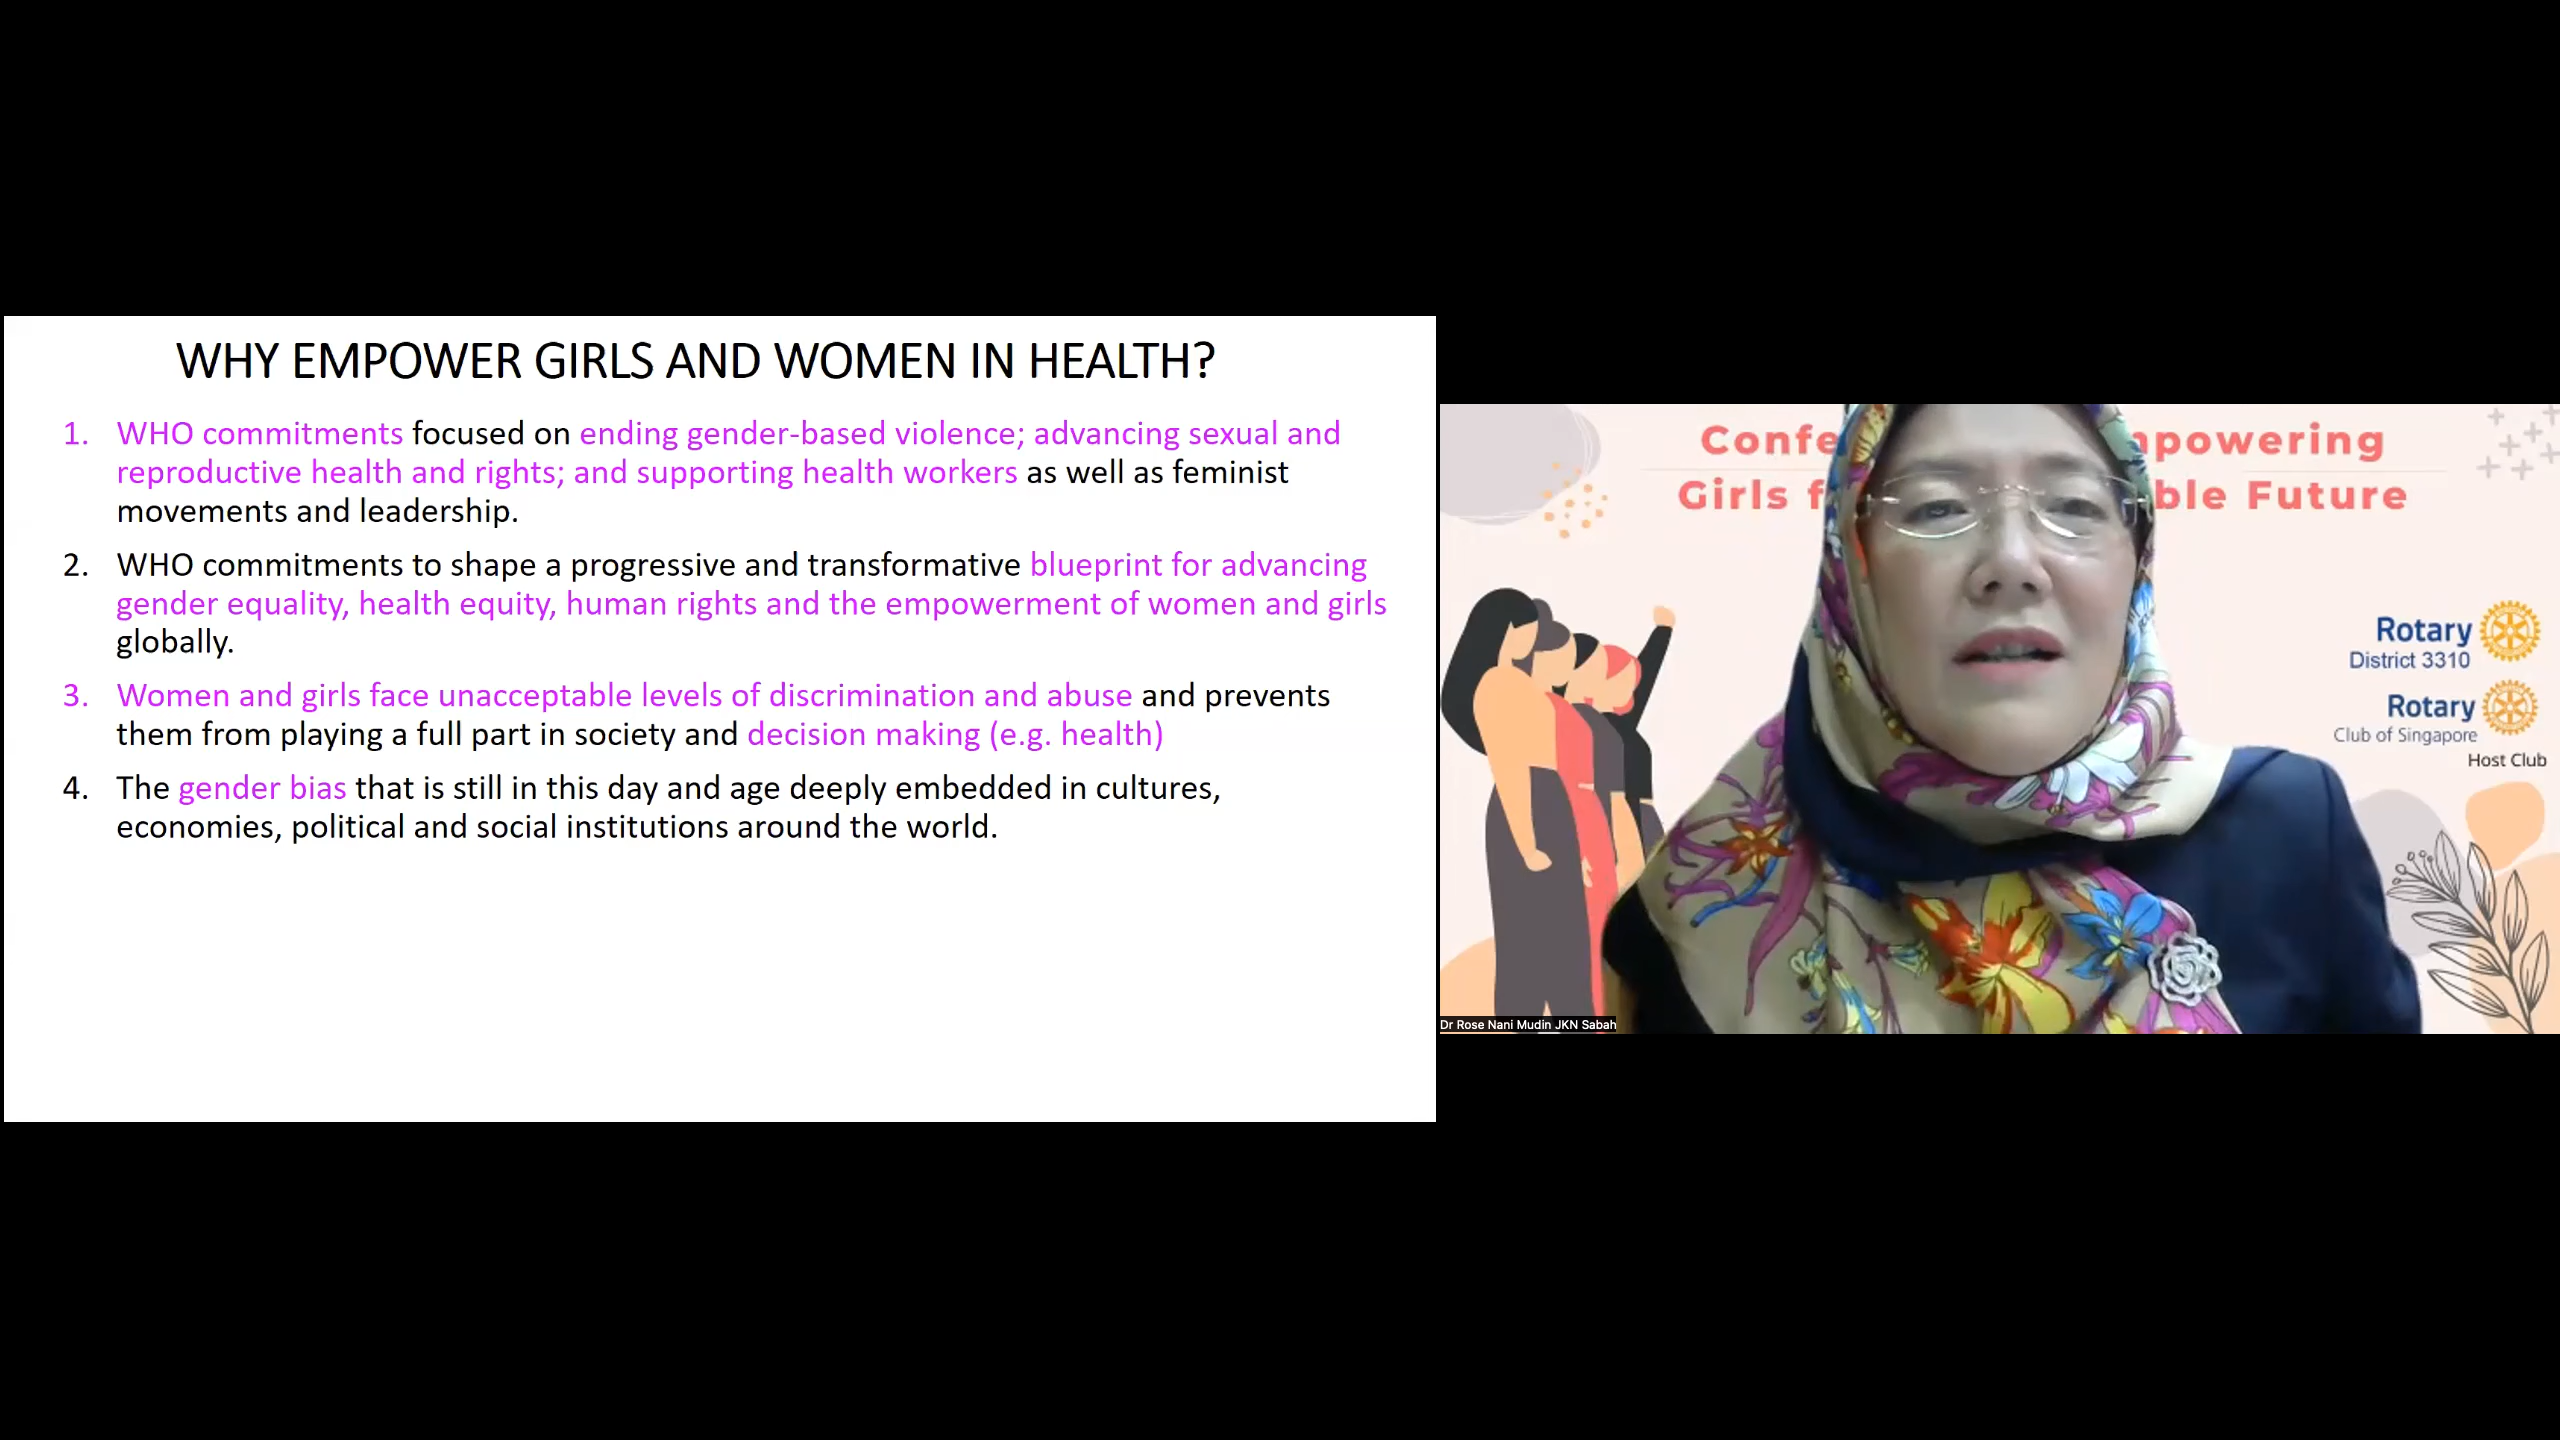 WHY EMPOWER GIRLS AND WOMEN IN HEALTH?
1. WHO commitments focused on ending gender-based violence; advancing sexual and
reproductive health and rights; and supporting health workers as well as feminist
movements and leadership.
2. WHO commitments to shape a progressive and transformative blueprint for advancing
gender equality, health equity, human rights and the empowerment of women and girls
globally.
3. Women and girls face unacceptable levels of discrimination and abuse and prevents
them from playing a full part in society and decision making (e.g. health)
4. The gender bias that is still in this day and age deeply embedded in cultures,
economies, political and social institutions around the world.
Girls
Future
Rotary
District 3310
Rotary
Club of Singapore
Host Club
Dr Rose Nani Mudin JKN Sabah